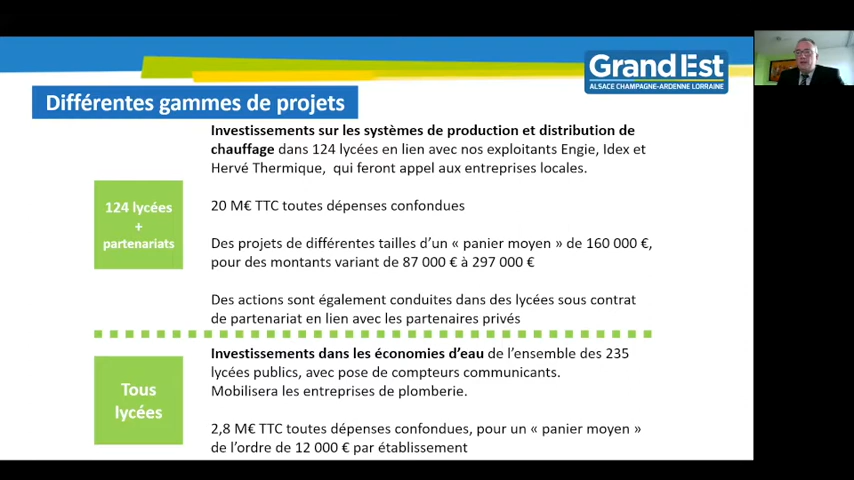 Grand Est
ALSACE CHAMPAGNE-ARDENNE LORRAINE
Différentes gammes de projets
Investissements sur les systèmes de production et distribution de
chauffage dans 124 lycées en lien avec nos exploitants Engie, Idex et
Hervé Thermique, qui feront appel aux entreprises locales.
124 lycées
+
partenariats
20 M€ TTC toutes dépenses confondues
Des projets de différentes tailles d'un « panier moyen » de 160 000 €,
pour des montants variant de 87 000 € à 297 000 €
Des actions sont également conduites dans des lycées sous contrat
de partenariat en lien avec les partenaires privés
Investissements dans les économies d'eau de l'ensemble des 235
lycées publics, avec pose de compteurs communicants.
Mobilisera les entreprises de plomberie.
Tous
lycées
2,8 M€ TTC toutes dépenses confondues, pour un « panier moyen »
de l'ordre de 12 000 € par établissement